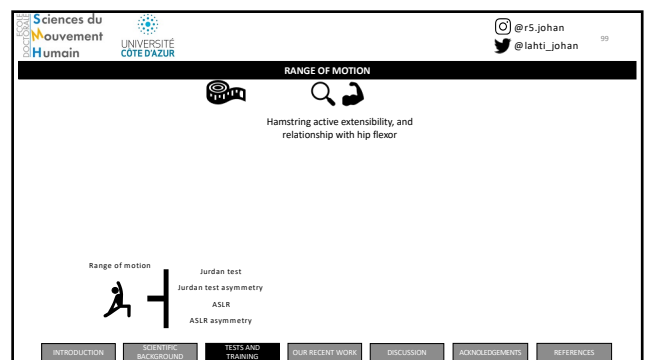 ECOLE DOCTORALE
Sciences du
Mouvement
Humain
UNIVERSITÉ
CÔTE D'AZUR
@r5.johan
@lahti_johan
99
RANGE OF MOTION
Hamstring active extensibility, and
relationship with hip flexor
Range of motion
Jurdan test
Jurdan test asymmetry
ASLR
ASLR asymmetry
INTRODUCTION
SCIENTIFIC
BACKGROUND
TESTS AND
TRAINING
OUR RECENT WORK
DISCUSSION
ACKNOLEDGEMENTS
REFERENCES